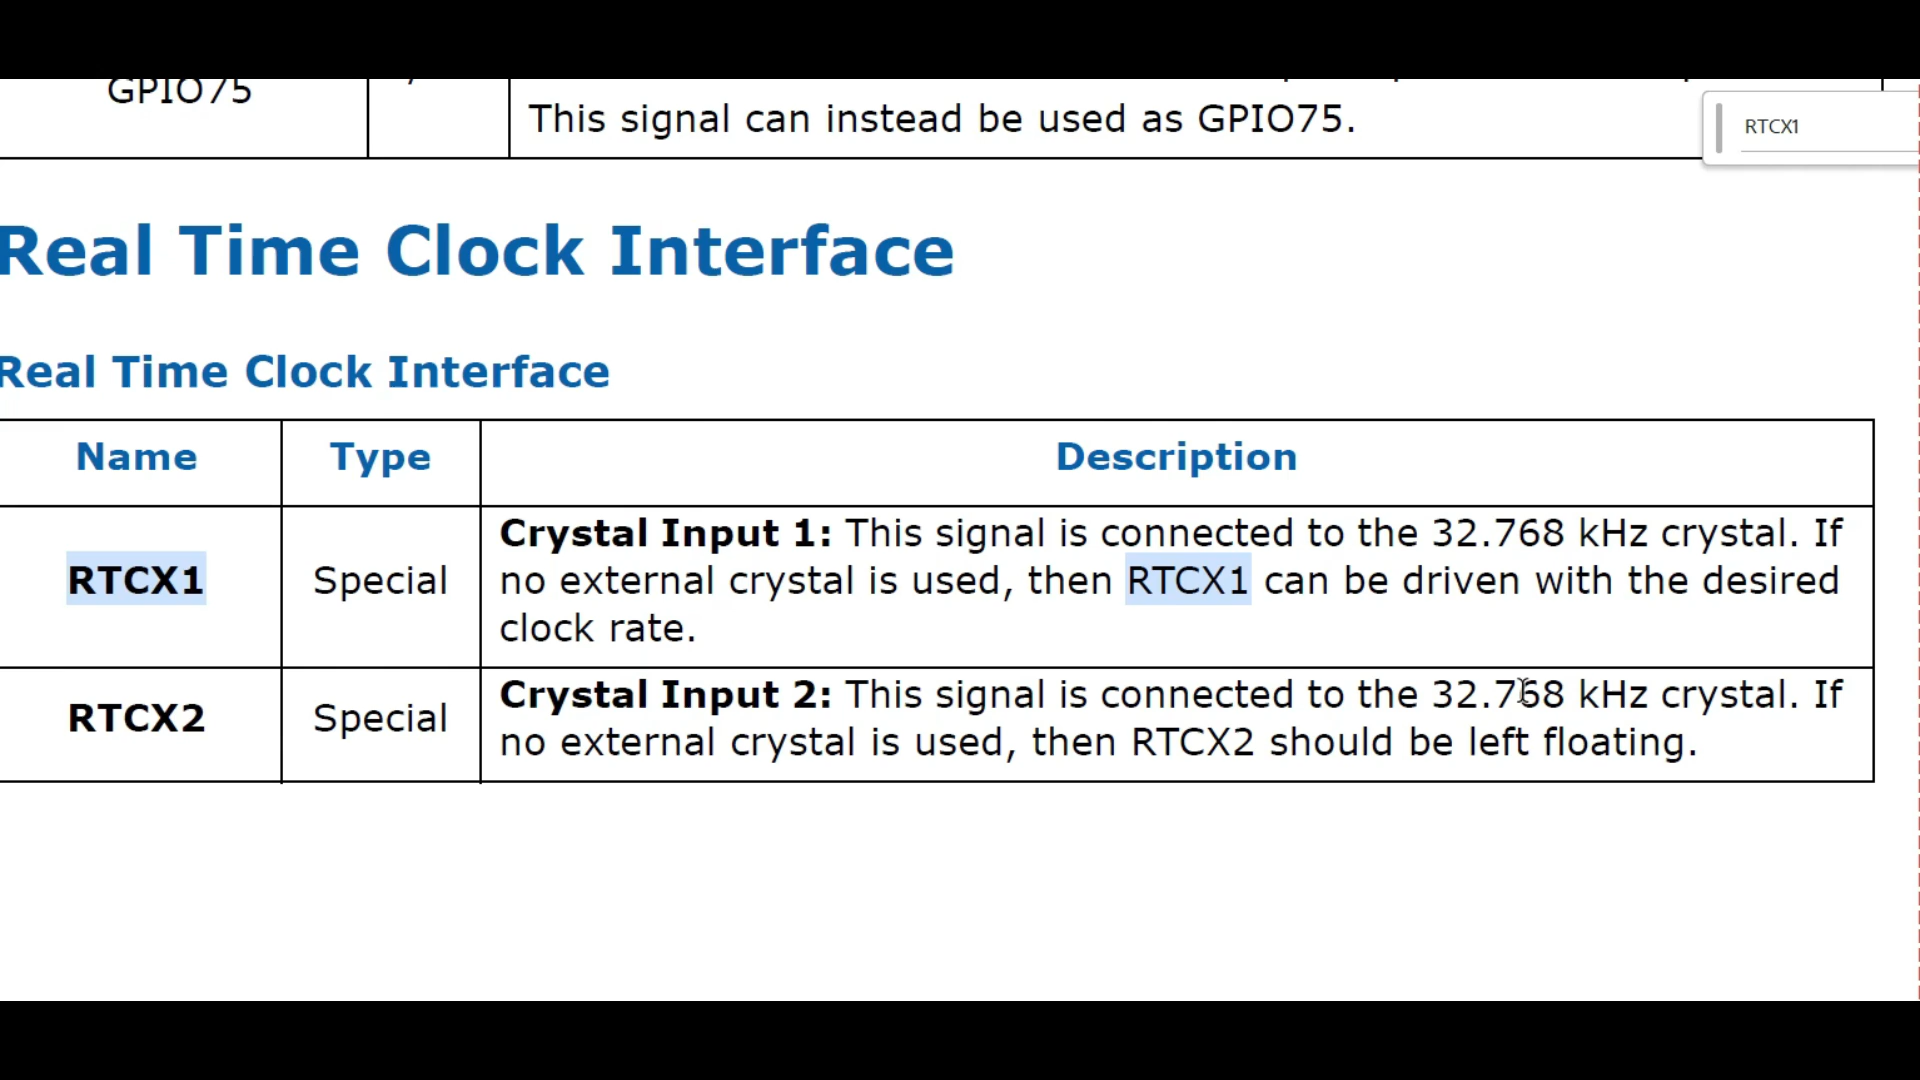 GPIO75
This signal can instead be used as GPIO75.
RTCX1
Real Time Clock Interface
Real Time Clock Interface
Name Type Description
RTCX1 Special Crystal Input 1: This signal is connected to the 32.768 kHz crystal. If
no external crystal is used, then RTCX1 can be driven with the desired
clock rate.
RTCX2 Special Crystal Input 2: This signal is connected to the 32.768 kHz crystal. If
no external crystal is used, then RTCX2 should be left floating.